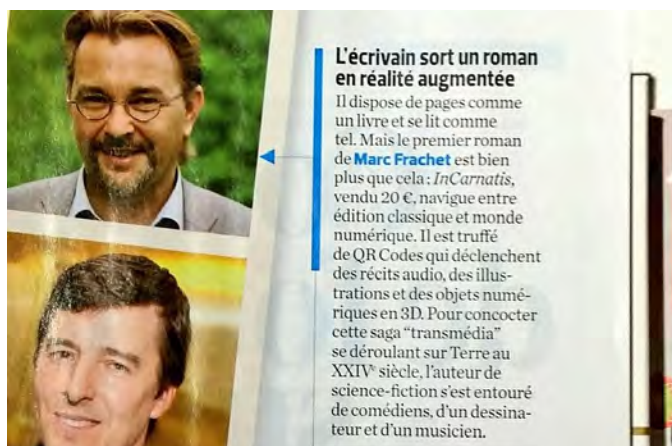 L'écrivain sort un roman
en réalité augmentée
Il dispose de pages comme
un livre et se lit comme
tel. Mais le premier roman
de Marc Frachet est bien
plus que cela : InCarnatis,
vendu 20 €, navigue entre
édition classique et monde
numérique. Il est truffé
de QR Codes qui déclenchent
des récits audio, des illus-
trations et des objets numé-
riques en 3D. Pour concocter
cette saga “transmédia”
se déroulant sur Terre au
XXIVe siècle, l'auteur de
science-fiction s'est entouré
de comédiens, d'un dessina-
teur et d'un musicien.